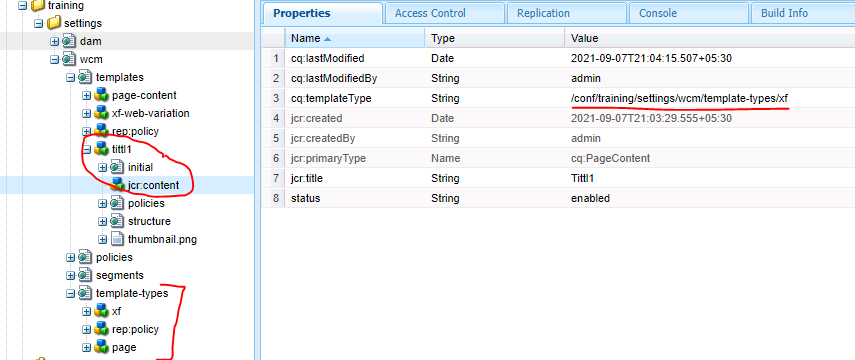 training
settings
dam
wcm
templates
page-content
xf-web-variation
rep:policy
tittl1
initial
jcr:content
policies
structure
thumbnail.png
policies
segments
template-types
xf
rep:policy
page
Properties Access Control Replication Console Build Info
Name Type Value
1 cq:lastModified Date 2021-09-07T21:04:15.507+05:30
2 cq:lastModifiedBy String admin
3 cq:templateType String /conf/training/settings/wcm/template-types/xf
4 jcr:created Date 2021-09-07T21:03:29.555+05:30
5 jcr:createdBy String admin
6 jcr:primaryType Name cq:PageContent
7 jcr:title String Tittl1
8 status String enabled